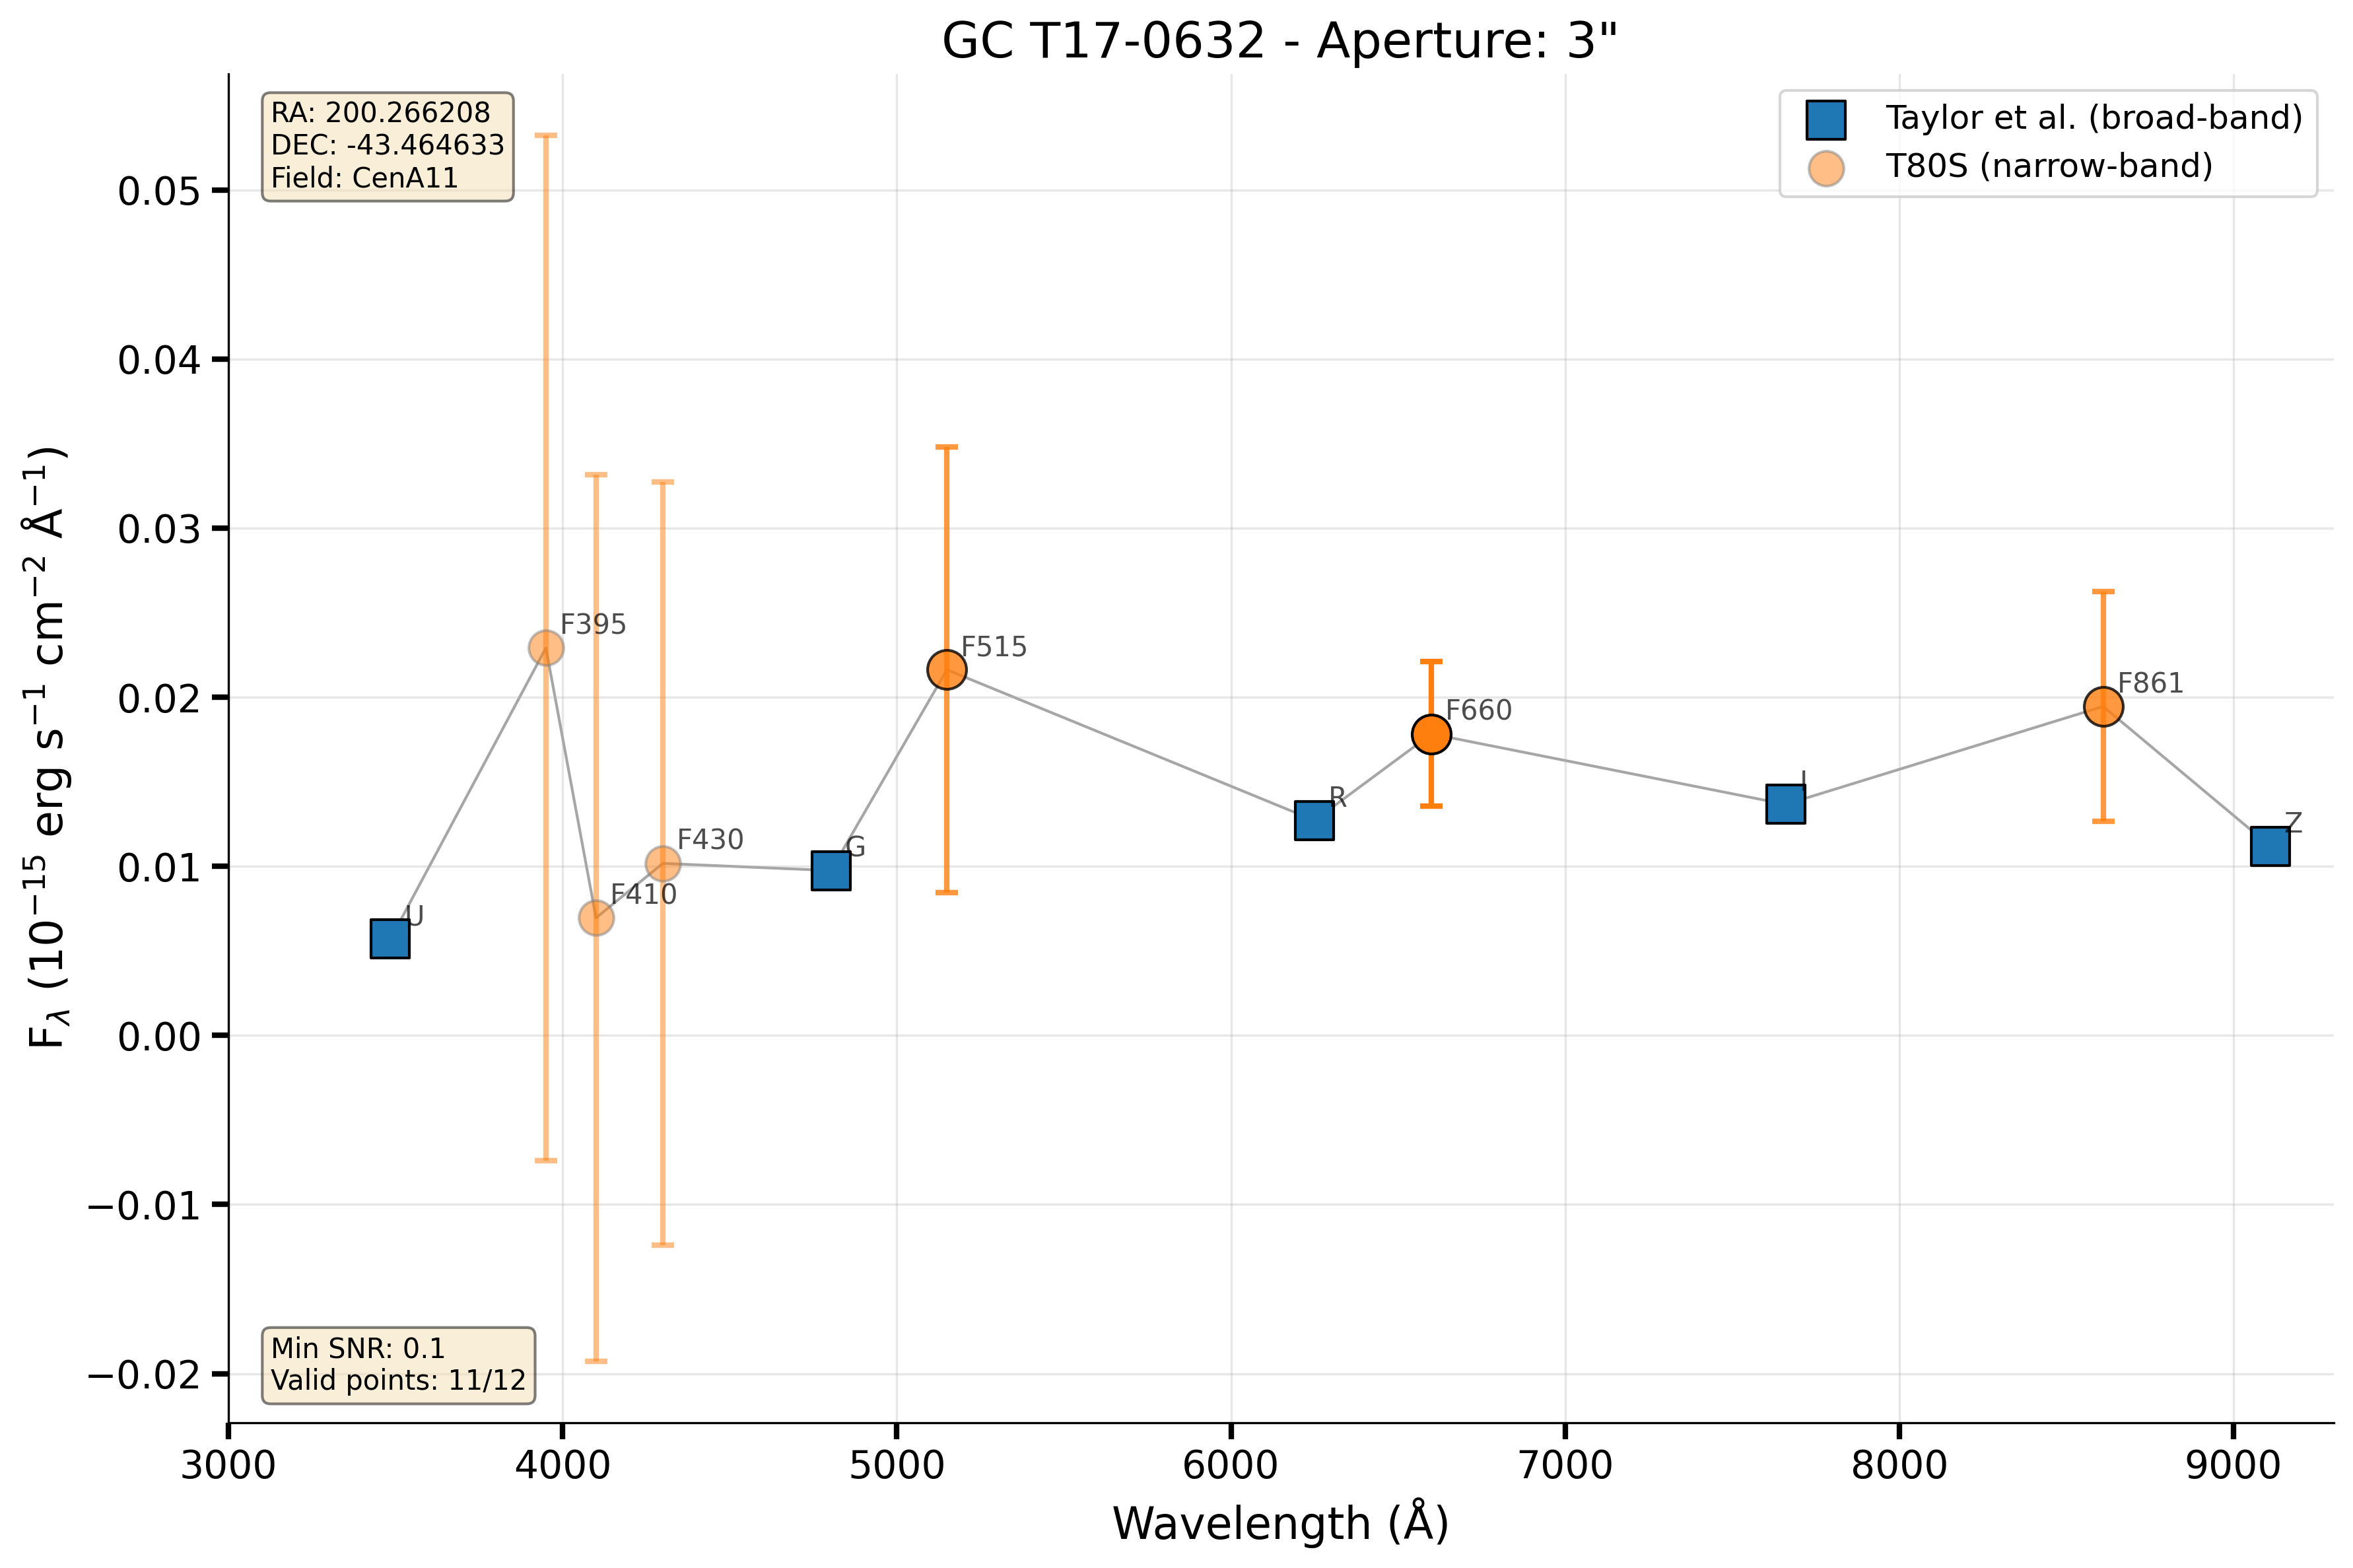 GC T17-0632 - Aperture: 3"
RA: 200.266208
DEC: -43.464633
Field: CenA11
Taylor et al. (broad-band)
T80S (narrow-band)
F_λ (10⁻¹⁵ erg s⁻¹ cm⁻² Å⁻¹)
0.05
0.04
0.03
0.02
0.01
0.00
−0.01
−0.02
U
F395
F410
F430
G
F515
R
F660
I
F861
Z
Min SNR: 0.1
Valid points: 11/12
3000 4000 5000 6000 7000 8000 9000
Wavelength (Å)